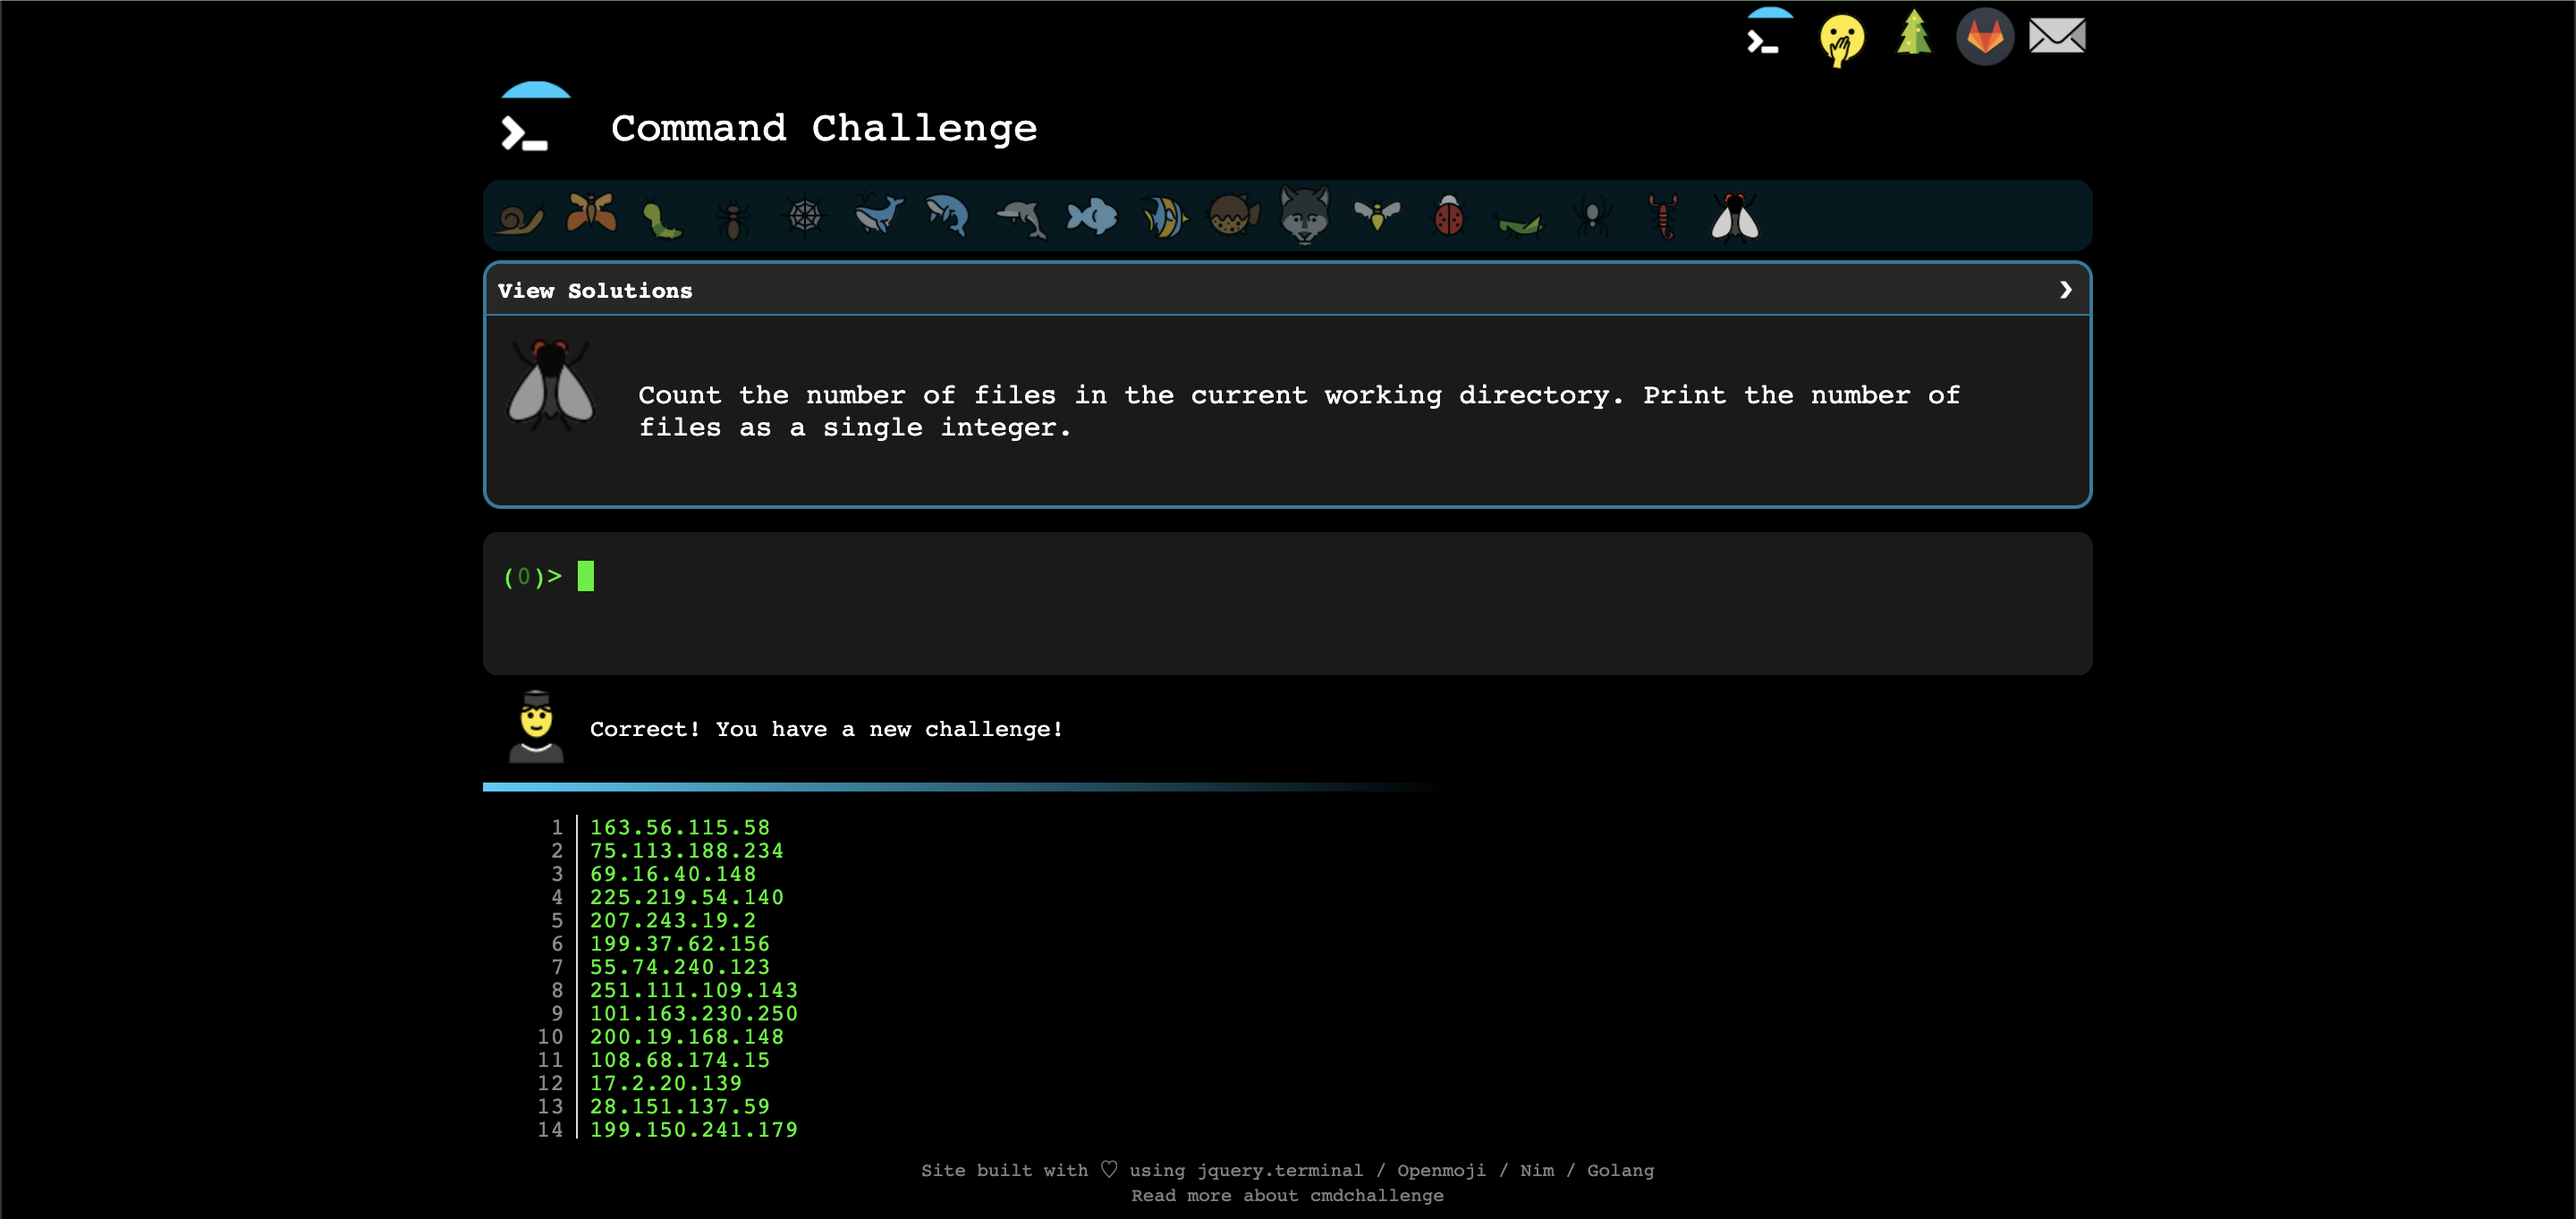 Command Challenge
View Solutions
Count the number of files in the current working directory. Print the number of
files as a single integer.
(0)>
Correct! You have a new challenge!
1 163.56.115.58
2 75.113.188.234
3 69.16.40.148
4 225.219.54.140
5 207.243.19.2
6 199.37.62.156
7 55.74.240.123
8 251.111.109.143
9 101.163.230.250
10 200.19.168.148
11 108.68.174.15
12 17.2.20.139
13 28.151.137.59
14 199.150.241.179
Site built with ♡ using jquery.terminal / Openmoji / Nim / Golang
Read more about cmdchallenge